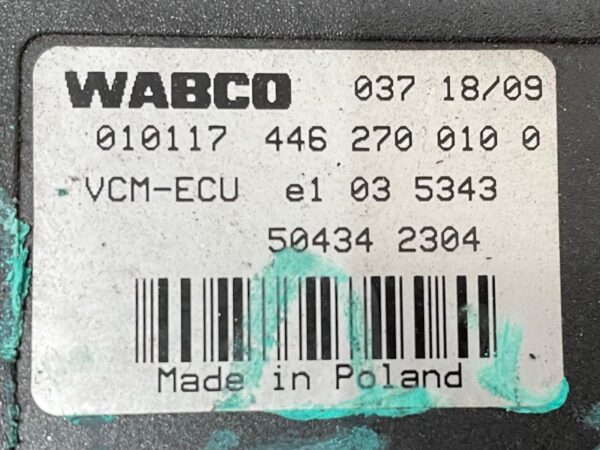 WABCO 037 18/09
010117 446 270 010 0
VCM-ECU e1 03 5343
50434 2304
Made in Poland